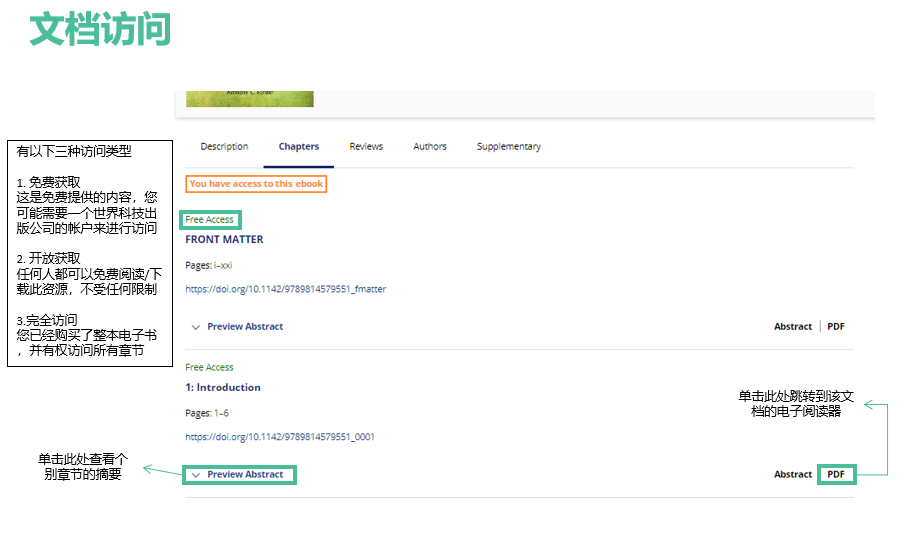 文档访问
Anthony C. Fisher
Description
Chapters
Reviews
Authors
Supplementary
有以下三种访问类型
1. 免费获取
这是免费提供的内容，您
可能需要一个世界科技出
版公司的帐户来进行访问
2. 开放获取
任何人都可以免费阅读/下
载此资源，不受任何限制
3.完全访问
您已经购买了整本电子书
，并有权访问所有章节
You have access to this ebook
Free Access
FRONT MATTER
Pages: i–xxi
https://doi.org/10.1142/9789814579551_fmatter
Preview Abstract
Abstract | PDF
Free Access
1: Introduction
Pages: 1–6
https://doi.org/10.1142/9789814579551_0001
单击此处跳转到该文
档的电子阅读器
单击此处查看个
别章节的摘要
Preview Abstract
Abstract
PDF